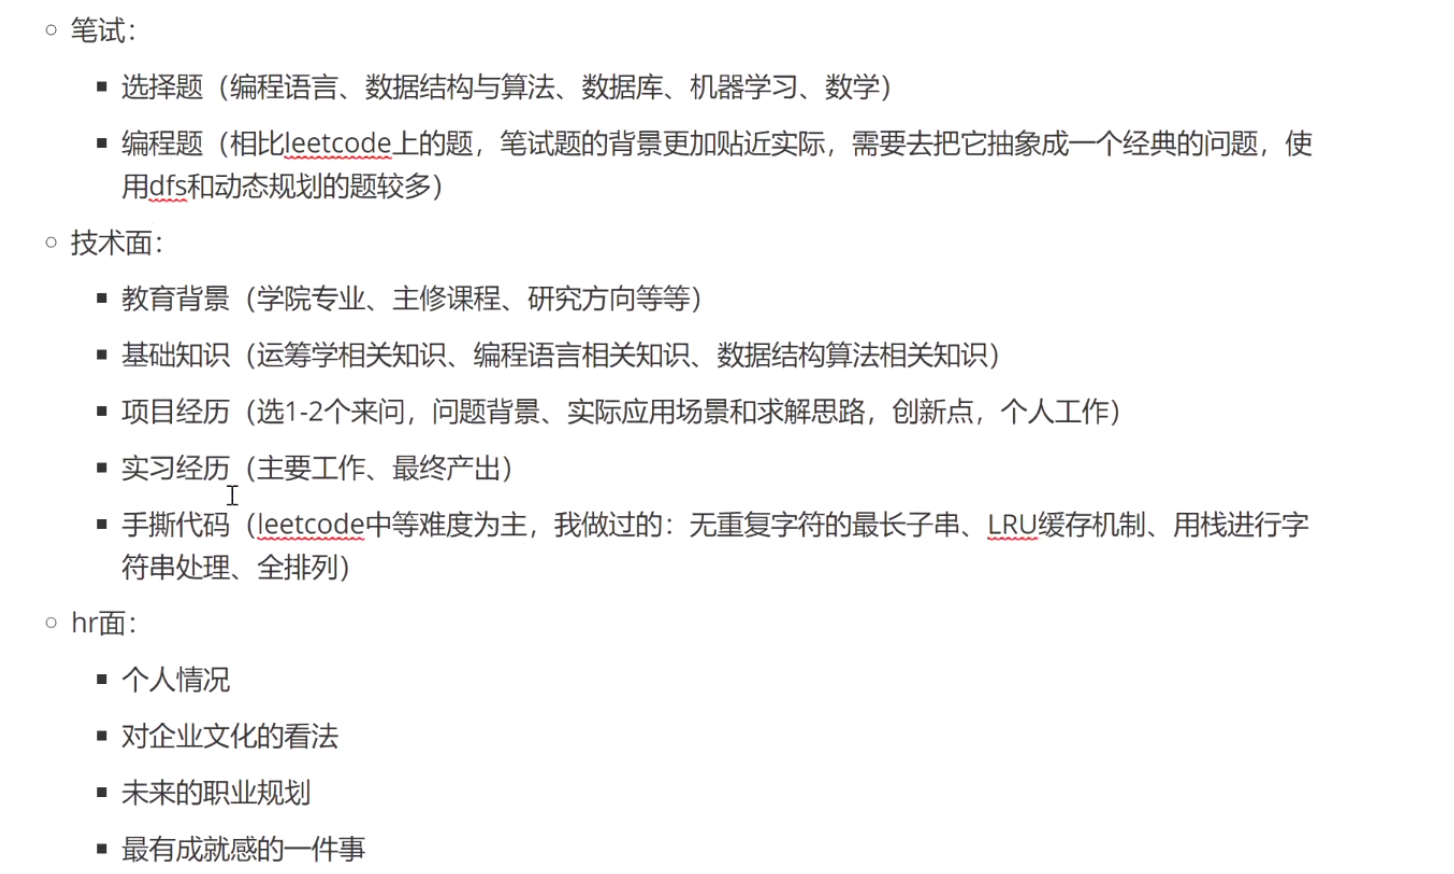 笔试：
选择题（编程语言、数据结构与算法、数据库、机器学习、数学）
编程题（相比leetcode上的题，笔试题的背景更加贴近实际，需要去把它抽象成一个经典的问题，使
用dfs和动态规划的题较多）
技术面：
教育背景（学院专业、主修课程、研究方向等等）
基础知识（运筹学相关知识、编程语言相关知识、数据结构算法相关知识）
项目经历（选1-2个来问，问题背景、实际应用场景和求解思路，创新点，个人工作）
实习经历（主要工作、最终产出）
手撕代码（leetcode中等难度为主，我做过的：无重复字符的最长子串、LRU缓存机制、用栈进行字
符串处理、全排列）
hr面：
个人情况
对企业文化的看法
未来的职业规划
最有成就感的一件事